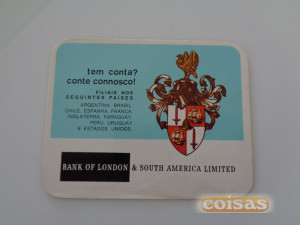 tem conta?
conte connosco!
FILIAIS NOS
SEGUINTES PAISES
ARGENTINA, BRASIL
CHILE, ESPANHA, FRANCA,
INGLATERRA, PARAGUAY,
PERU, URUGUAY
E ESTADOS UNIDOS.
BANK OF LONDON & SOUTH AMERICA LIMITED
coisas